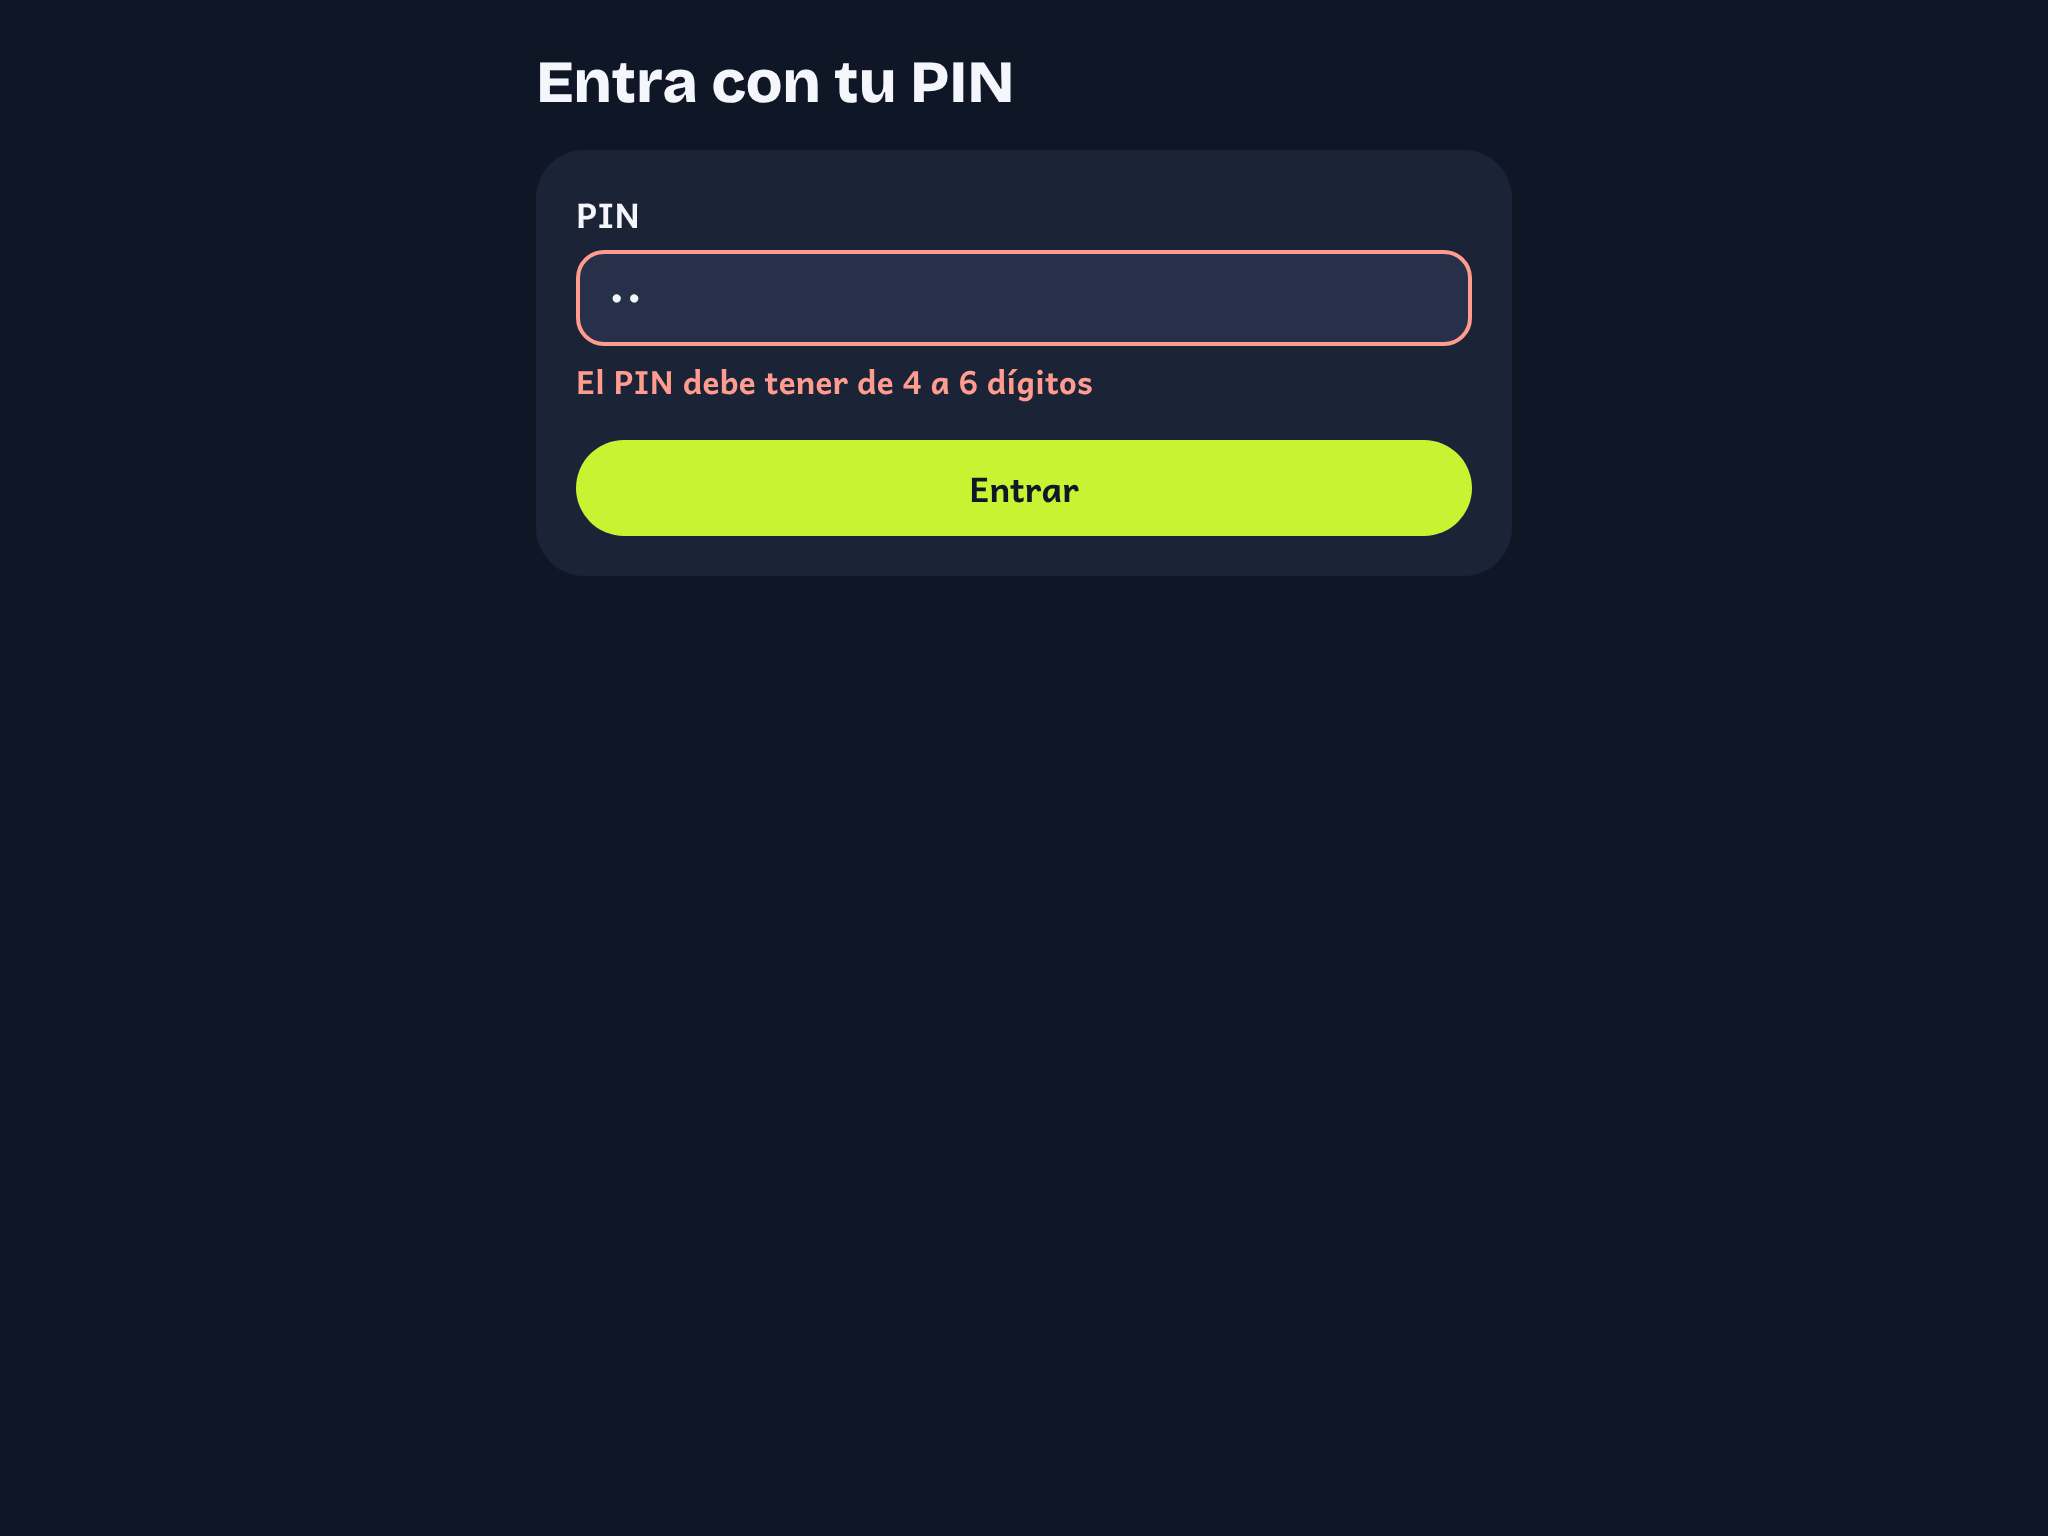 Entra con tu PIN
PIN
••
El PIN debe tener de 4 a 6 dígitos
Entrar